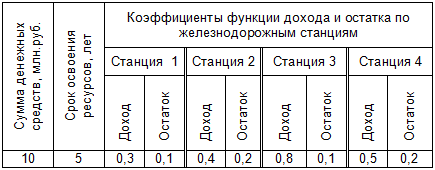 Сумма денежных
средств, млн.руб.
Срок освоения
ресурсов, лет
Коэффициенты функции дохода и остатка по
железнодорожным станциям
Станция 1 Станция 2 Станция 3 Станция 4
Доход Остаток Доход Остаток Доход Остаток Доход Остаток
10 5 0,3 0,1 0,4 0,2 0,8 0,1 0,5 0,2